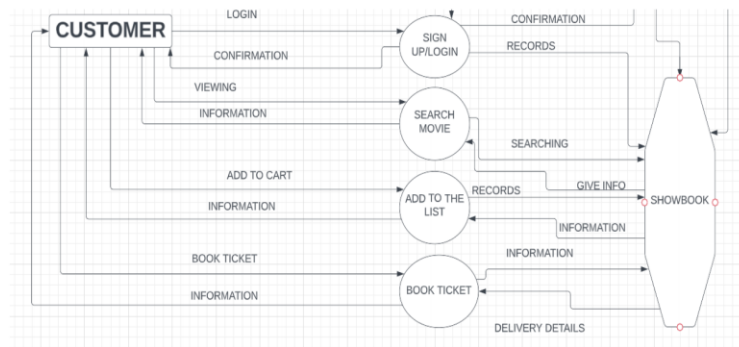 LOGIN
CUSTOMER
CONFIRMATION
SIGN
UP/LOGIN
CONFIRMATION
RECORDS
VIEWING
INFORMATION
SEARCH
MOVIE
SEARCHING
ADD TO CART
GIVE INFO
RECORDS
ADD TO THE
LIST
SHOWBOOK
INFORMATION
INFORMATION
BOOK TICKET
INFORMATION
BOOK TICKET
INFORMATION
DELIVERY DETAILS